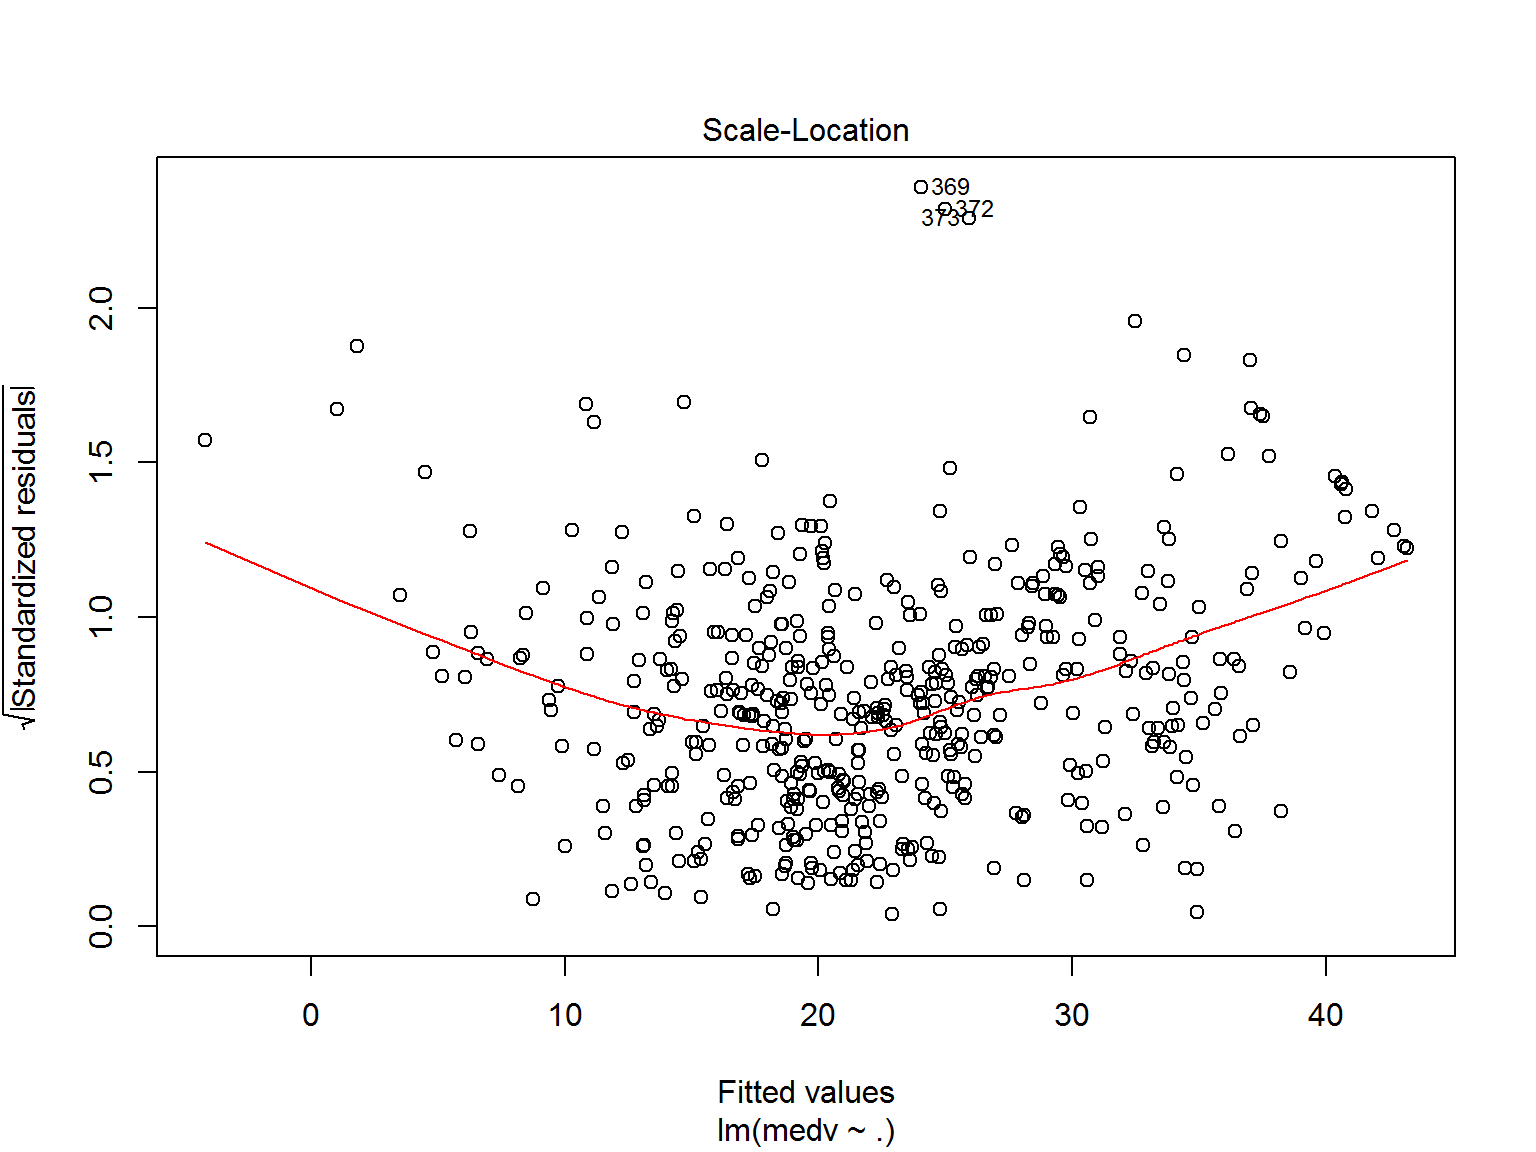 Scale-Location
369
372
373
√|Standardized residuals|
2.0
1.5
1.0
0.5
0.0
0 10 20 30 40
Fitted values
lm(medv ~ .)